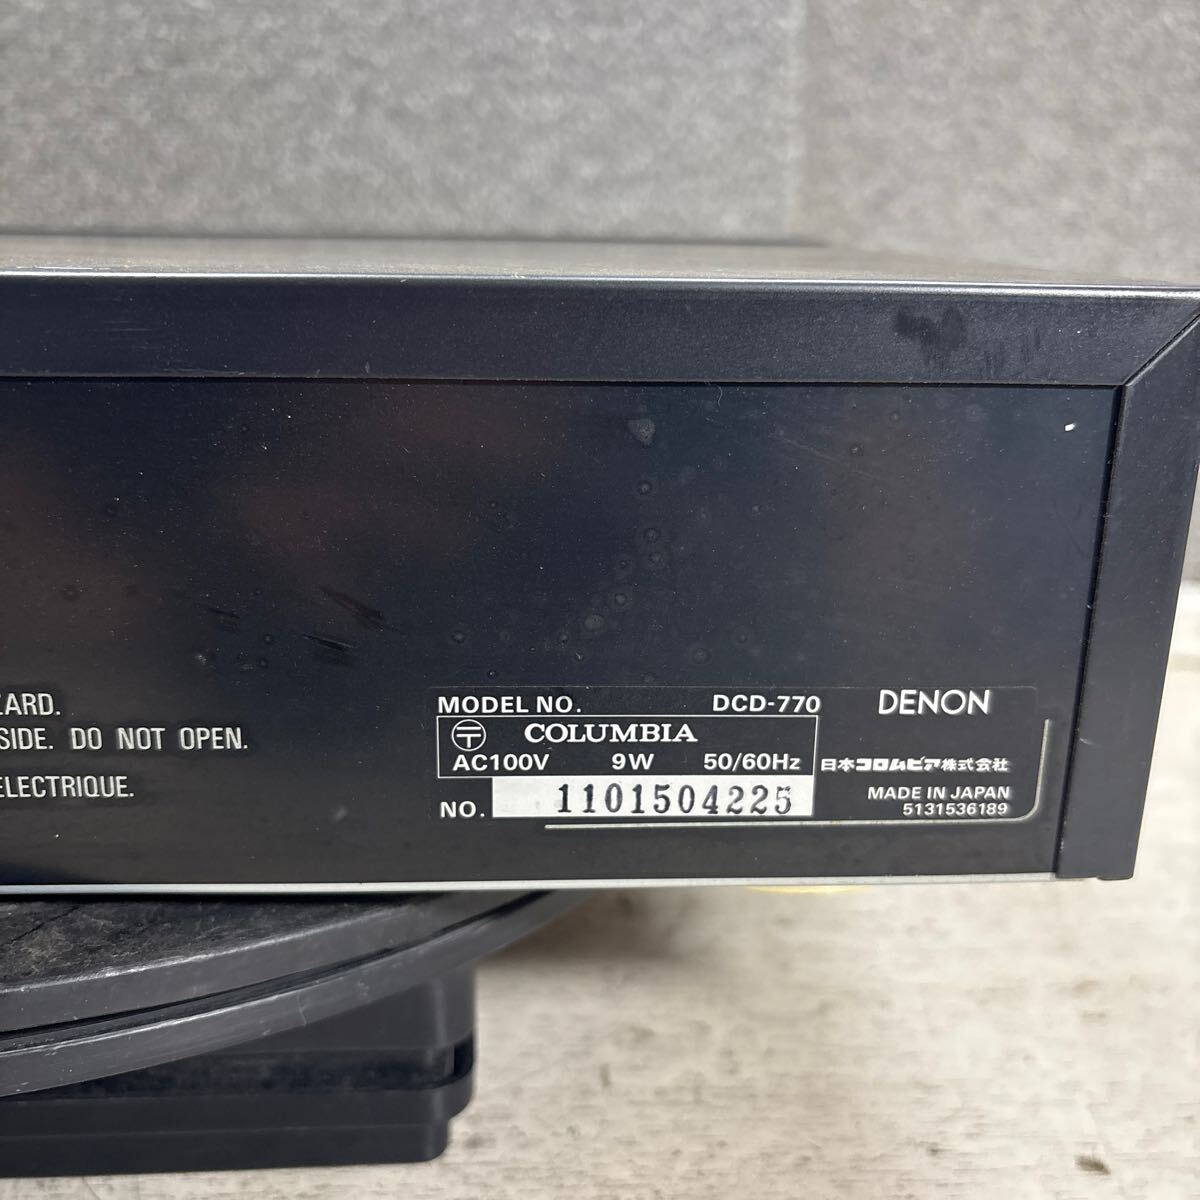 ZARD.
SIDE. DO NOT OPEN.
ELECTRIQUE.
MODEL NO. DCD-770 DENON
〒 COLUMBIA
AC100V 9W 50/60Hz 日本コロムビア株式会社
NO. 1101504225 MADE IN JAPAN
5131536189